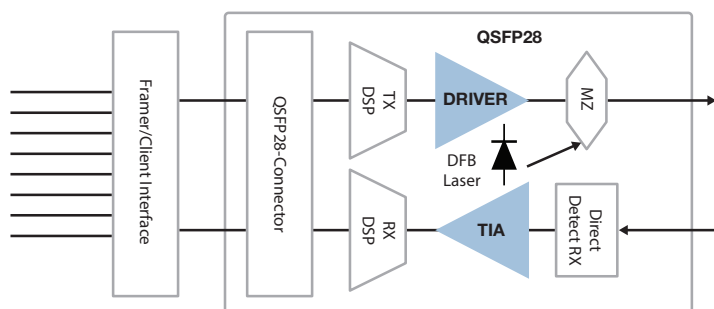 QSFP28
Framer/Client Interface
QSFP28-Connector
TX
DSP
DRIVER
MZ
DFB
Laser
RX
DSP
TIA
Direct
Detect RX